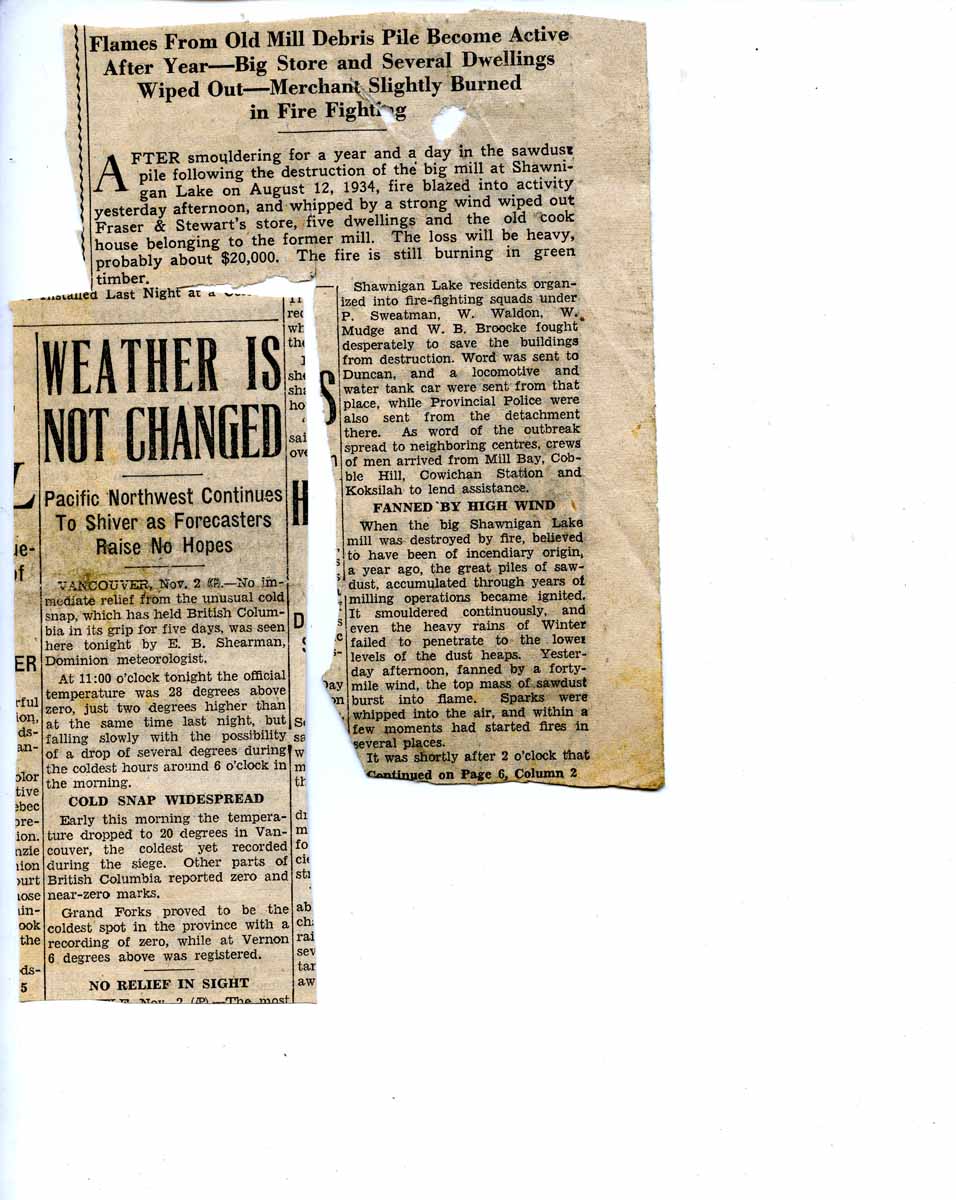 Flames From Old Mill Debris Pile Become Active
After Year—Big Store and Several Dwellings
Wiped Out—Merchant Slightly Burned
in Fire Fighting
AFTER smouldering for a year and a day in the sawdust
pile following the destruction of the big mill at Shawni-
gan Lake on August 12, 1934, fire blazed into activity
yesterday afternoon, and whipped by a strong wind wiped out
Fraser & Stewart's store, five dwellings and the old cook
house belonging to the former mill. The loss will be heavy,
probably about $20,000. The fire is still burning in green
timber.
Shawnigan Lake residents organ-
ized into fire-fighting squads under
P. Sweatman, W. Waldon, W.
Mudge and W. B. Broocke fought
desperately to save the buildings
from destruction. Word was sent to
Duncan, and a locomotive and
water tank car were sent from that
place, while Provincial Police were
also sent from the detachment
there. As word of the outbreak
spread to neighboring centres, crews
of men arrived from Mill Bay, Cob-
ble Hill, Cowichan Station and
Koksilah to lend assistance.
FANNED BY HIGH WIND
When the big Shawnigan Lake
mill was destroyed by fire, believed
to have been of incendiary origin,
a year ago, the great piles of saw-
dust, accumulated through years of
milling operations became ignited.
It smouldered continuously, and
even the heavy rains of Winter
failed to penetrate to the lower
levels of the dust heaps. Yester-
day afternoon, fanned by a forty-
mile wind, the top mass of sawdust
burst into flame. Sparks were
whipped into the air, and within a
few moments had started fires in
several places.
It was shortly after 2 o'clock that
Continued on Page 6, Column 2
Installed Last Night at a
WEATHER IS
NOT CHANGED
Pacific Northwest Continues
To Shiver as Forecasters
Raise No Hopes
VANCOUVER, Nov. 2 (CP).—No im-
mediate relief from the unusual cold
snap, which has held British Colum-
bia in its grip for five days, was seen
here tonight by E. B. Shearman,
Dominion meteorologist.
At 11:00 o'clock tonight the official
temperature was 28 degrees above
zero, just two degrees higher than
at the same time last night, but
falling slowly with the possibility
of a drop of several degrees during
the coldest hours around 6 o'clock in
the morning.
COLD SNAP WIDESPREAD
Early this morning the tempera-
ture dropped to 20 degrees in Van-
couver, the coldest yet recorded
during the siege. Other parts of
British Columbia reported zero and
near-zero marks.
Grand Forks proved to be the
coldest spot in the province with a
recording of zero, while at Vernon
6 degrees above was registered.
NO RELIEF IN SIGHT
Nov. 2 (AP)—The most